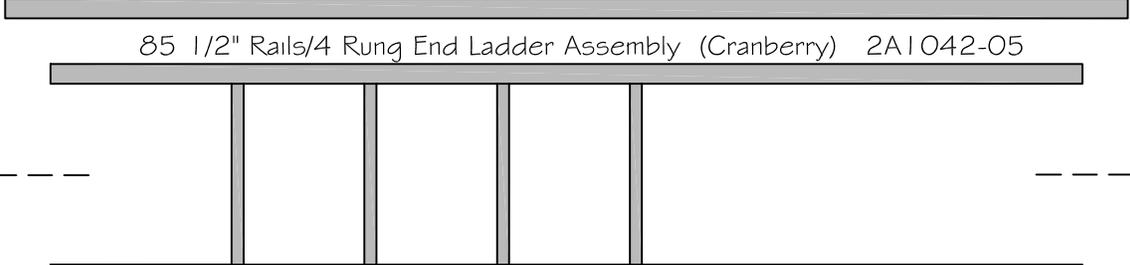 85 1/2" Rails/4 Rung End Ladder Assembly (Cranberry) 2A1042-05